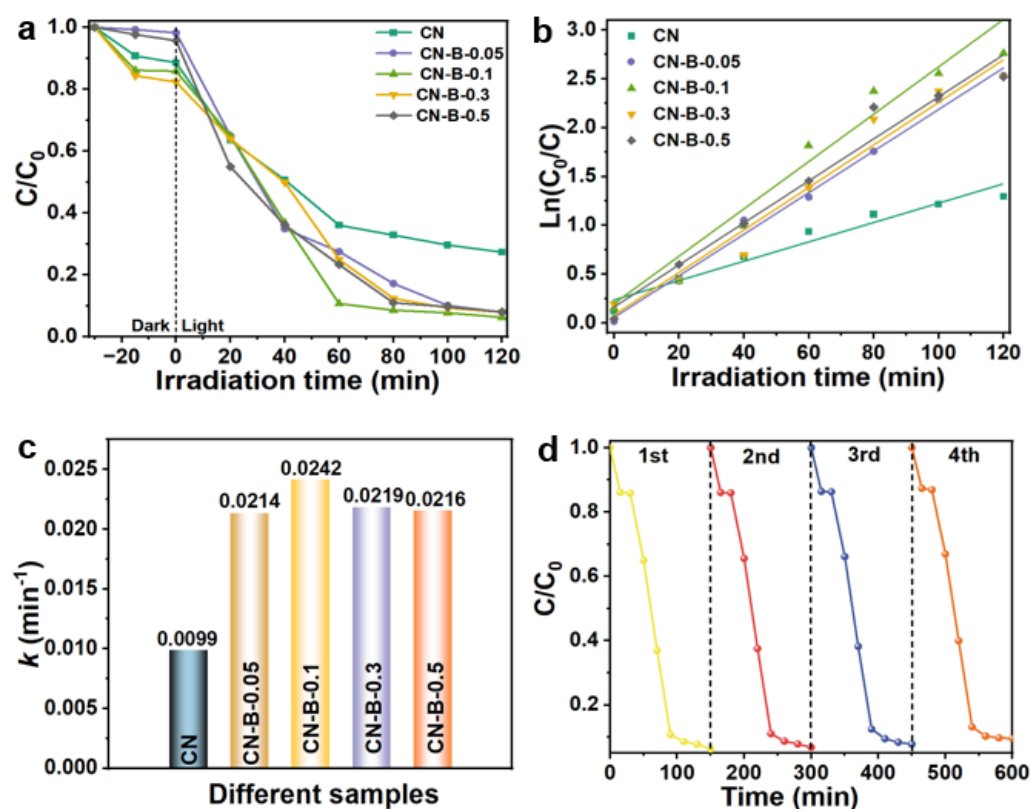 a
C/C0
1.0
0.8
0.6
0.4
0.2
0.0
CN
CN-B-0.05
CN-B-0.1
CN-B-0.3
CN-B-0.5
Dark
Light
−20
0
20
40
60
80
100
120
Irradiation time (min)
b
Ln(C0/C)
3.0
2.5
2.0
1.5
1.0
0.5
0.0
CN
CN-B-0.05
CN-B-0.1
CN-B-0.3
CN-B-0.5
0
20
40
60
80
100
120
Irradiation time (min)
c
k (min-1)
0.025
0.020
0.015
0.010
0.005
0.000
0.0099
0.0214
0.0242
0.0219
0.0216
CN
CN-B-0.05
CN-B-0.1
CN-B-0.3
CN-B-0.5
Different samples
d
C/C0
1.0
0.8
0.6
0.4
0.2
1st
2nd
3rd
4th
0
100
200
300
400
500
600
Time (min)